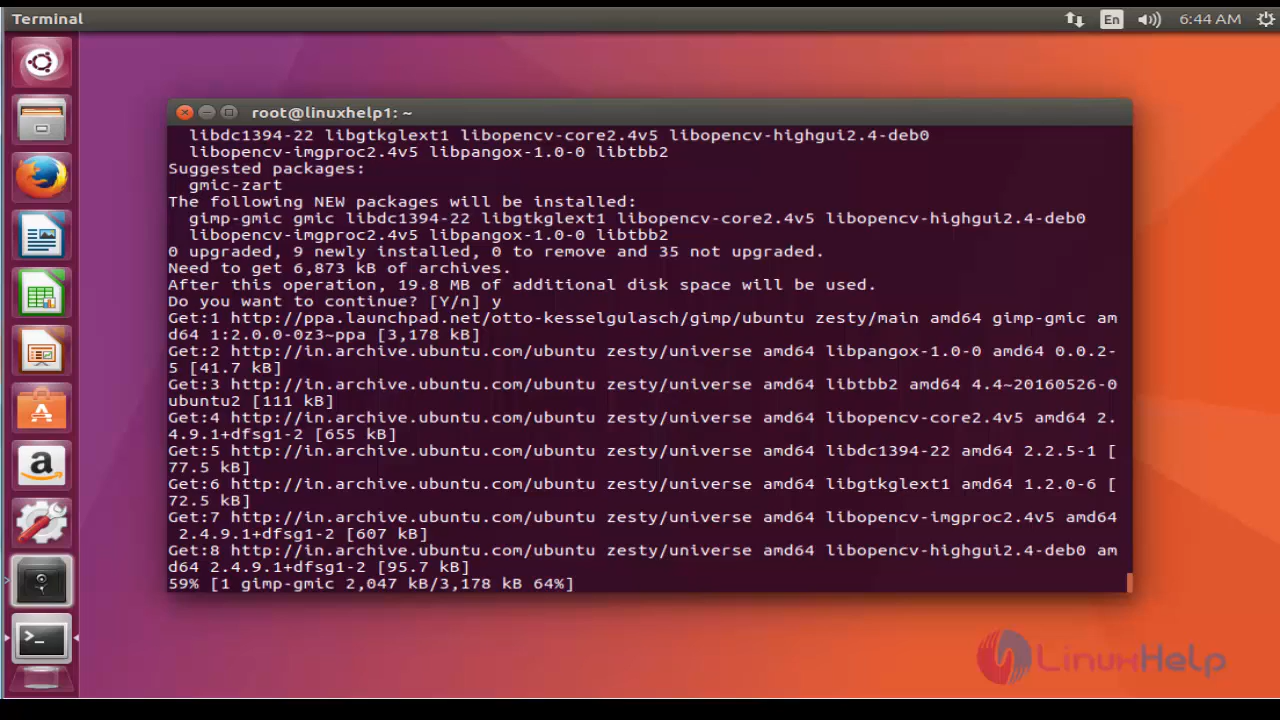 Terminal
En
6:44 AM
root@linuxhelp1: ~
libdc1394-22 libgtkglext1 libopencv-core2.4v5 libopencv-highgui2.4-deb0
libopencv-imgproc2.4v5 libpangox-1.0-0 libtbb2
Suggested packages:
gmic-zart
The following NEW packages will be installed:
gimp-gmic gmic libdc1394-22 libgtkglext1 libopencv-core2.4v5 libopencv-highgui2.4-deb0
libopencv-imgproc2.4v5 libpangox-1.0-0 libtbb2
0 upgraded, 9 newly installed, 0 to remove and 35 not upgraded.
Need to get 6,873 kB of archives.
After this operation, 19.8 MB of additional disk space will be used.
Do you want to continue? [Y/n] y
Get:1 http://ppa.launchpad.net/otto-kesselgulasch/gimp/ubuntu zesty/main amd64 gimp-gmic am
d64 1:2.0.0-0z3~ppa [3,178 kB]
Get:2 http://in.archive.ubuntu.com/ubuntu zesty/universe amd64 libpangox-1.0-0 amd64 0.0.2-
5 [41.7 kB]
Get:3 http://in.archive.ubuntu.com/ubuntu zesty/universe amd64 libtbb2 amd64 4.4~20160526-0
ubuntu2 [111 kB]
Get:4 http://in.archive.ubuntu.com/ubuntu zesty/universe amd64 libopencv-core2.4v5 amd64 2.
4.9.1+dfsg1-2 [655 kB]
Get:5 http://in.archive.ubuntu.com/ubuntu zesty/universe amd64 libdc1394-22 amd64 2.2.5-1 [
77.5 kB]
Get:6 http://in.archive.ubuntu.com/ubuntu zesty/universe amd64 libgtkglext1 amd64 1.2.0-6 [
72.5 kB]
Get:7 http://in.archive.ubuntu.com/ubuntu zesty/universe amd64 libopencv-imgproc2.4v5 amd64
2.4.9.1+dfsg1-2 [607 kB]
Get:8 http://in.archive.ubuntu.com/ubuntu zesty/universe amd64 libopencv-highgui2.4-deb0 am
d64 2.4.9.1+dfsg1-2 [95.7 kB]
59% [1 gimp-gmic 2,047 kB/3,178 kB 64%]
LinuxHelp